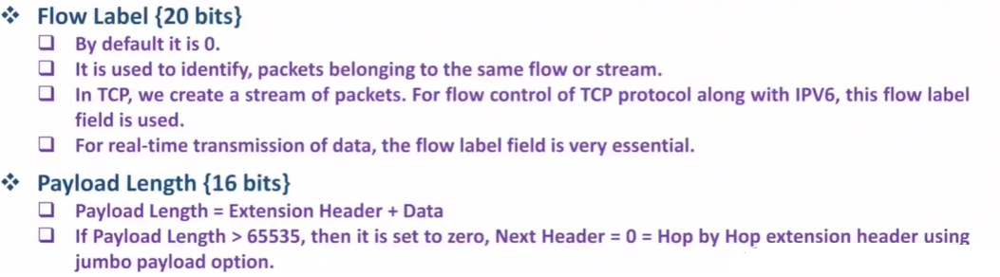 ❖ Flow Label {20 bits}
❑ By default it is 0.
❑ It is used to identify, packets belonging to the same flow or stream.
❑ In TCP, we create a stream of packets. For flow control of TCP protocol along with IPV6, this flow label
field is used.
❑ For real-time transmission of data, the flow label field is very essential.
❖ Payload Length {16 bits}
❑ Payload Length = Extension Header + Data
❑ If Payload Length > 65535, then it is set to zero, Next Header = 0 = Hop by Hop extension header using
jumbo payload option.